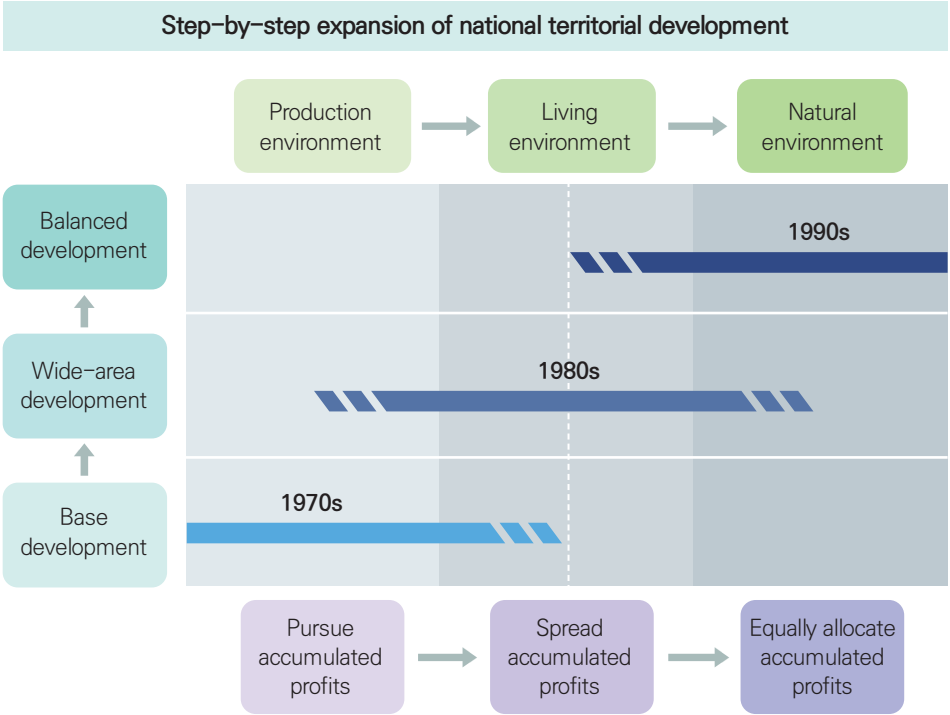 Step-by-step expansion of national territorial development
Production
environment
Living
environment
Natural
environment
Balanced
development
1990s
Wide-area
development
1980s
Base
development
1970s
Pursue
accumulated
profits
Spread
accumulated
profits
Equally allocate
accumulated
profits